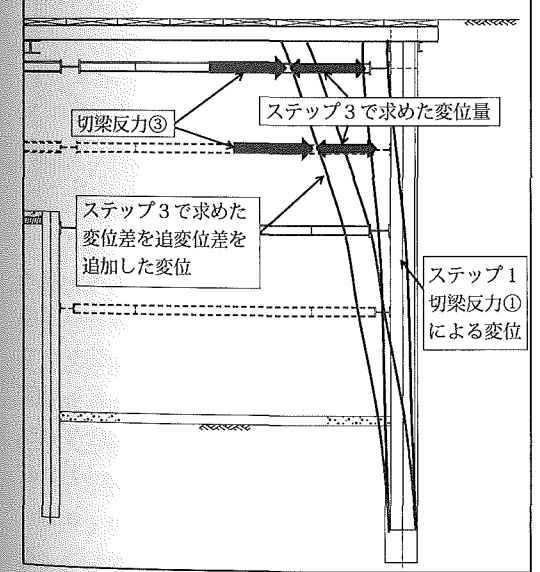 ステップ3で求めた変位量
切梁反力③
ステップ3で求めた
変位差を追変位差を
追加した変位
ステップ1
切梁反力①
による変位